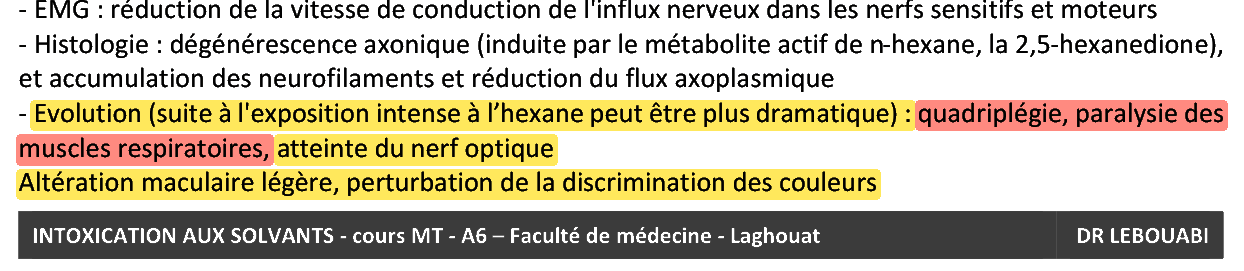 - EMG : réduction de la vitesse de conduction de l'influx nerveux dans les nerfs sensitifs et moteurs
- Histologie : dégénérescence axonique (induite par le métabolite actif de n-hexane, la 2,5-hexanedione),
et accumulation des neurofilaments et réduction du flux axoplasmique
- Evolution (suite à l'exposition intense à l’hexane peut être plus dramatique) : quadriplégie, paralysie des
muscles respiratoires, atteinte du nerf optique
Altération maculaire légère, perturbation de la discrimination des couleurs
INTOXICATION AUX SOLVANTS - cours MT - A6 – Faculté de médecine - Laghouat DR LEBOUABI